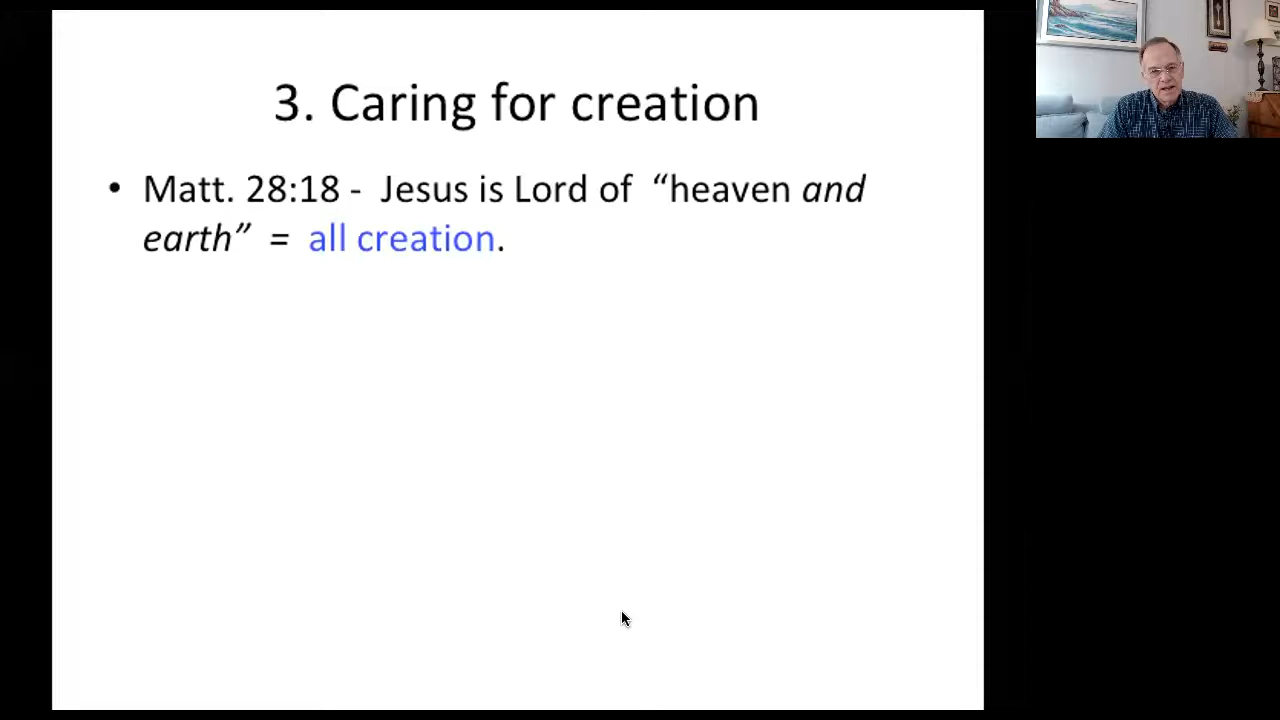 3. Caring for creation
• Matt. 28:18 - Jesus is Lord of “heaven and
earth” = all creation.